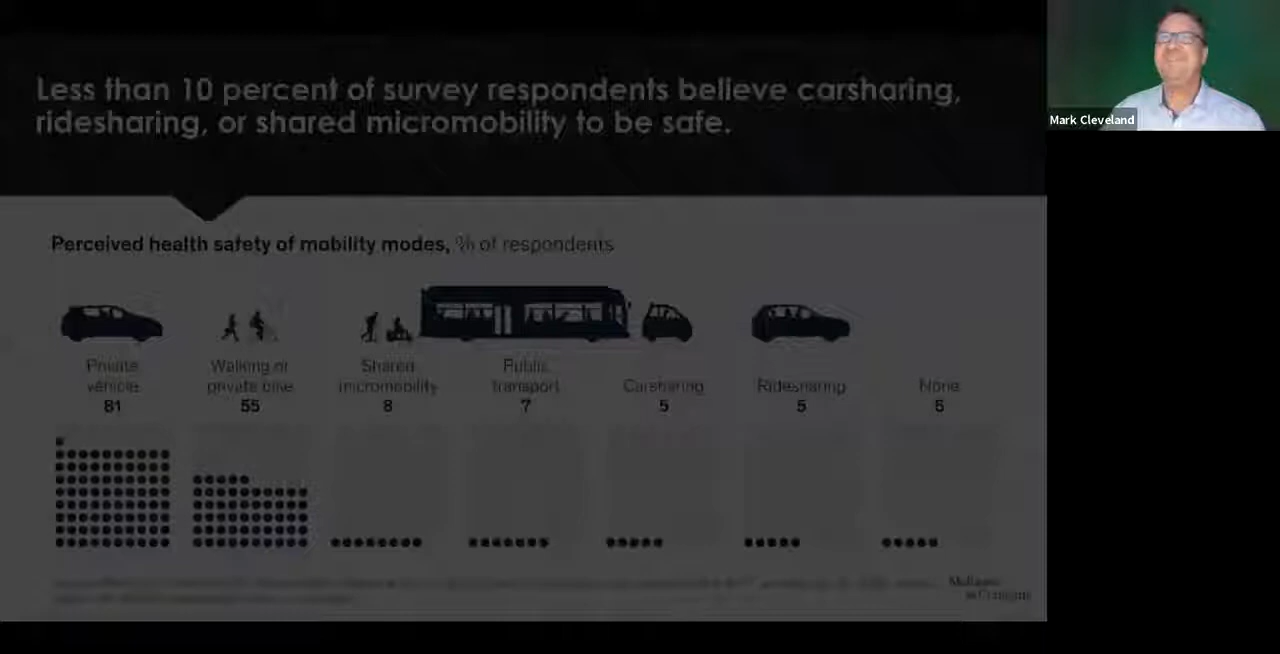 Less than 10 percent of survey respondents believe carsharing,
ridesharing, or shared micromobility to be safe.
Mark Cleveland
Perceived health safety of mobility modes, % of respondents
Private
vehicle
81
Walking or
private bike
55
Shared
micromobility
8
Public
transport
7
Carsharing
5
Ridesharing
5
None
5
McKinsey
& Company